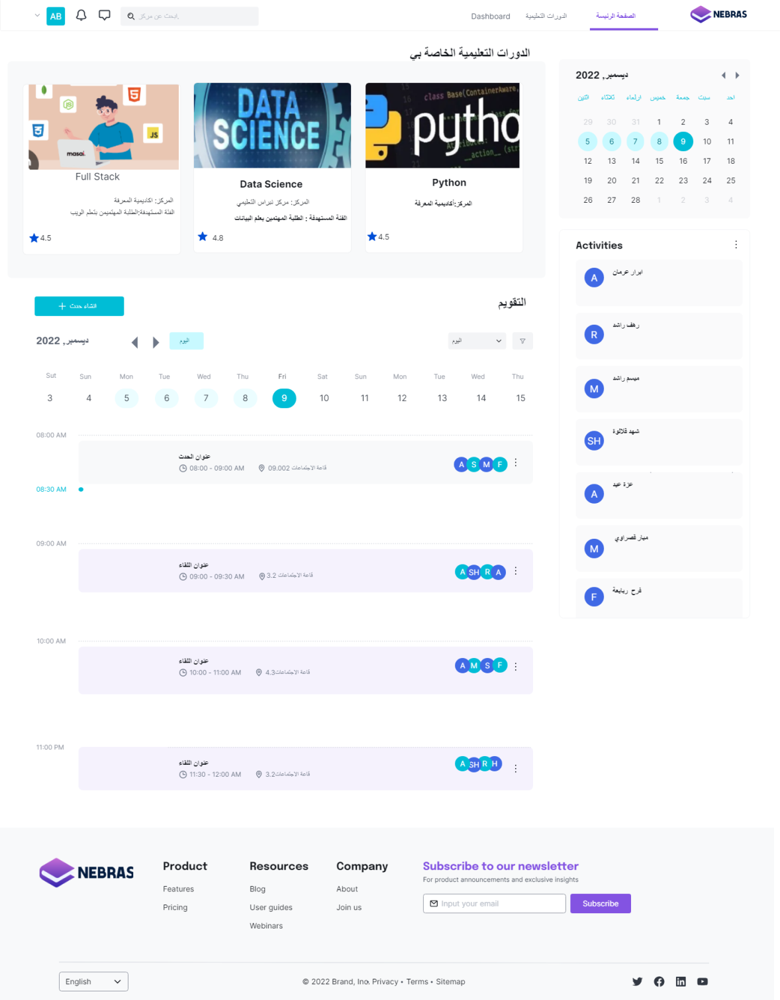 AB
ابحث عن مركز.
Dashboard
الدورات التعليمية
الصفحة الرئيسة
NEBRAS
الدورات التعليمية الخاصة بي
masai.
JS
Full Stack
المركز: اكاديمية المعرفة
الفئة المستهدفة:الطلبة المهتيمين بتعلم الويب
4.5
DATA
SCIENCE
Data Science
المركز: مركز نبراس التعليمي
الفئة المستهدفة : الطلبة المهتمين بعلم البيانات
4.8
class Base(ContainerAware,
pytho
__action__ (str
Python
المركز:أكاديمية المعرفة
4.5
ديسمبر, 2022
اثنين ثلاثاء اربعاء خميس جمعة سبت احد
29 30 31 1 2 3 4
5 6 7 8 9 10 11
12 13 14 15 16 17 18
19 20 21 22 23 24 25
26 27 28 1 2 3 4
Activities
A ابرار عرمان
R رهف راشد
M ميسم راشد
SH شهد قلالوة
A عزة عيد
M ميار قصراوي
F فرح ربايعة
التقويم
انشاء حدث +
ديسمبر, 2022
اليوم
اليوم
Sut Sun Mon Tue Wed Thu Fri Sat Sun Mon Tue Wed Thu
3 4 5 6 7 8 9 10 11 12 13 14 15
08:00 AM
عنوان الحدث
08:00 - 09:00 AM
قاعة الاجتماعات 09.002
A S M F
08:30 AM
09:00 AM
عنوان اللقاء
09:00 - 09:30 AM
قاعة الاجتماعات 3.2
A SH R A
10:00 AM
عنوان اللقاء
10:00 - 11:00 AM
قاعة الاجتماعات4.3
A M S F
11:00 PM
عنوان اللقاء
11:30 - 12:00 AM
قاعة الاجتماعات3.2
A SH R H
NEBRAS
Product
Features
Pricing
Resources
Blog
User guides
Webinars
Company
About
Join us
Subscribe to our newsletter
For product announcements and exclusive insights
Input your email
Subscribe
English
© 2022 Brand, Inc. Privacy • Terms • Sitemap